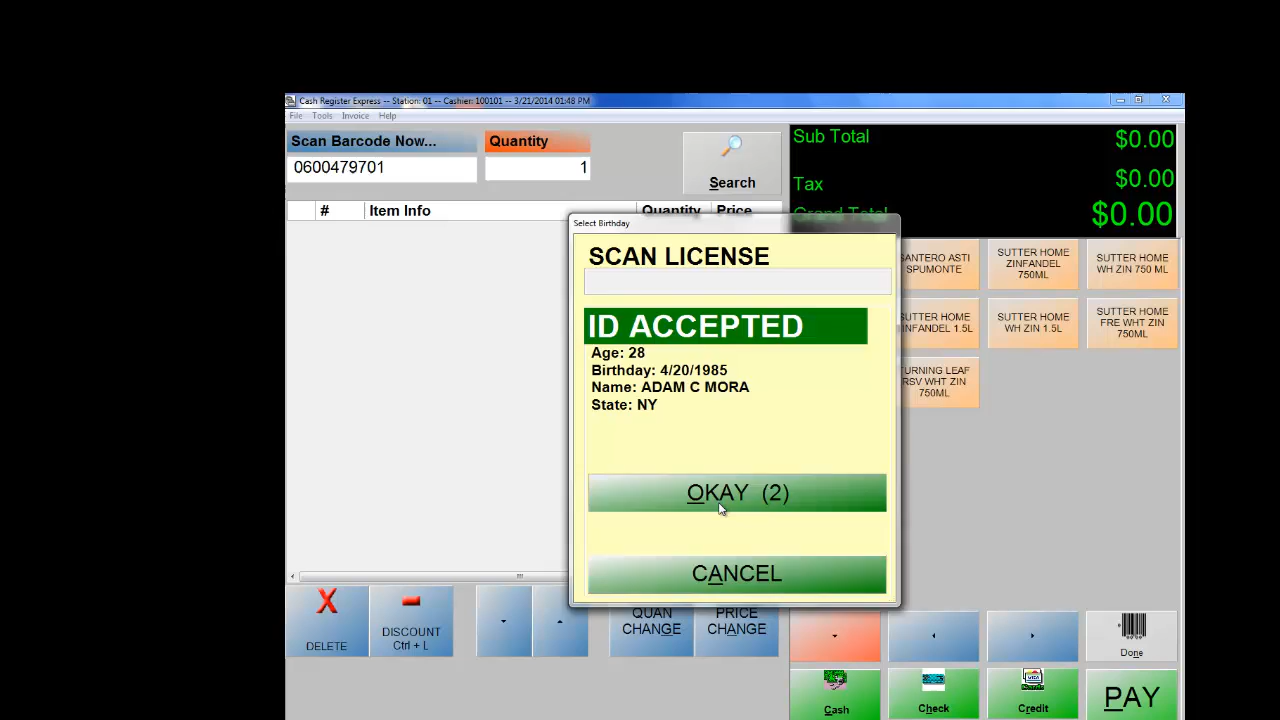 Cash Register Express -- Station: 01 -- Cashier: 100101 -- 3/21/2014 01:48 PM
File Tools Invoice Help
Scan Barcode Now...
Quantity
0600479701
1
Search
Sub Total $0.00
Tax $0.00
Grand Total $0.00
# Item Info Quantity Price
Select Birthday
SCAN LICENSE
ID ACCEPTED
Age: 28
Birthday: 4/20/1985
Name: ADAM C MORA
State: NY
OKAY (2)
CANCEL
SANTERO ASTI
SPUMONTE
SUTTER HOME
ZINFANDEL
750ML
SUTTER HOME
WH ZIN 750 ML
SUTTER HOME
ZINFANDEL 1.5L
SUTTER HOME
WH ZIN 1.5L
SUTTER HOME
FRE WHT ZIN
750ML
TURNING LEAF
RSV WHT ZIN
750ML
X
DELETE
DISCOUNT
Ctrl + L
QUAN
CHANGE
PRICE
CHANGE
Done
Cash
Check
VISA
Credit
PAY